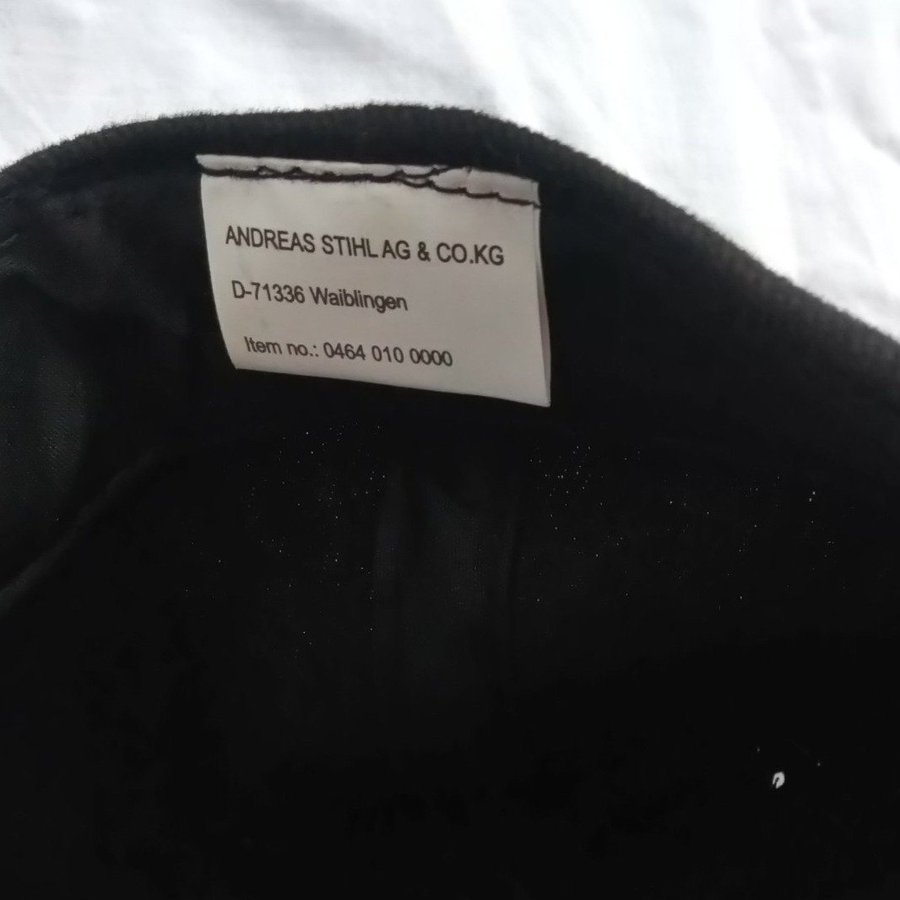 ANDREAS STIHL AG & CO.KG
D-71336 Waiblingen
Item no.: 0464 010 0000